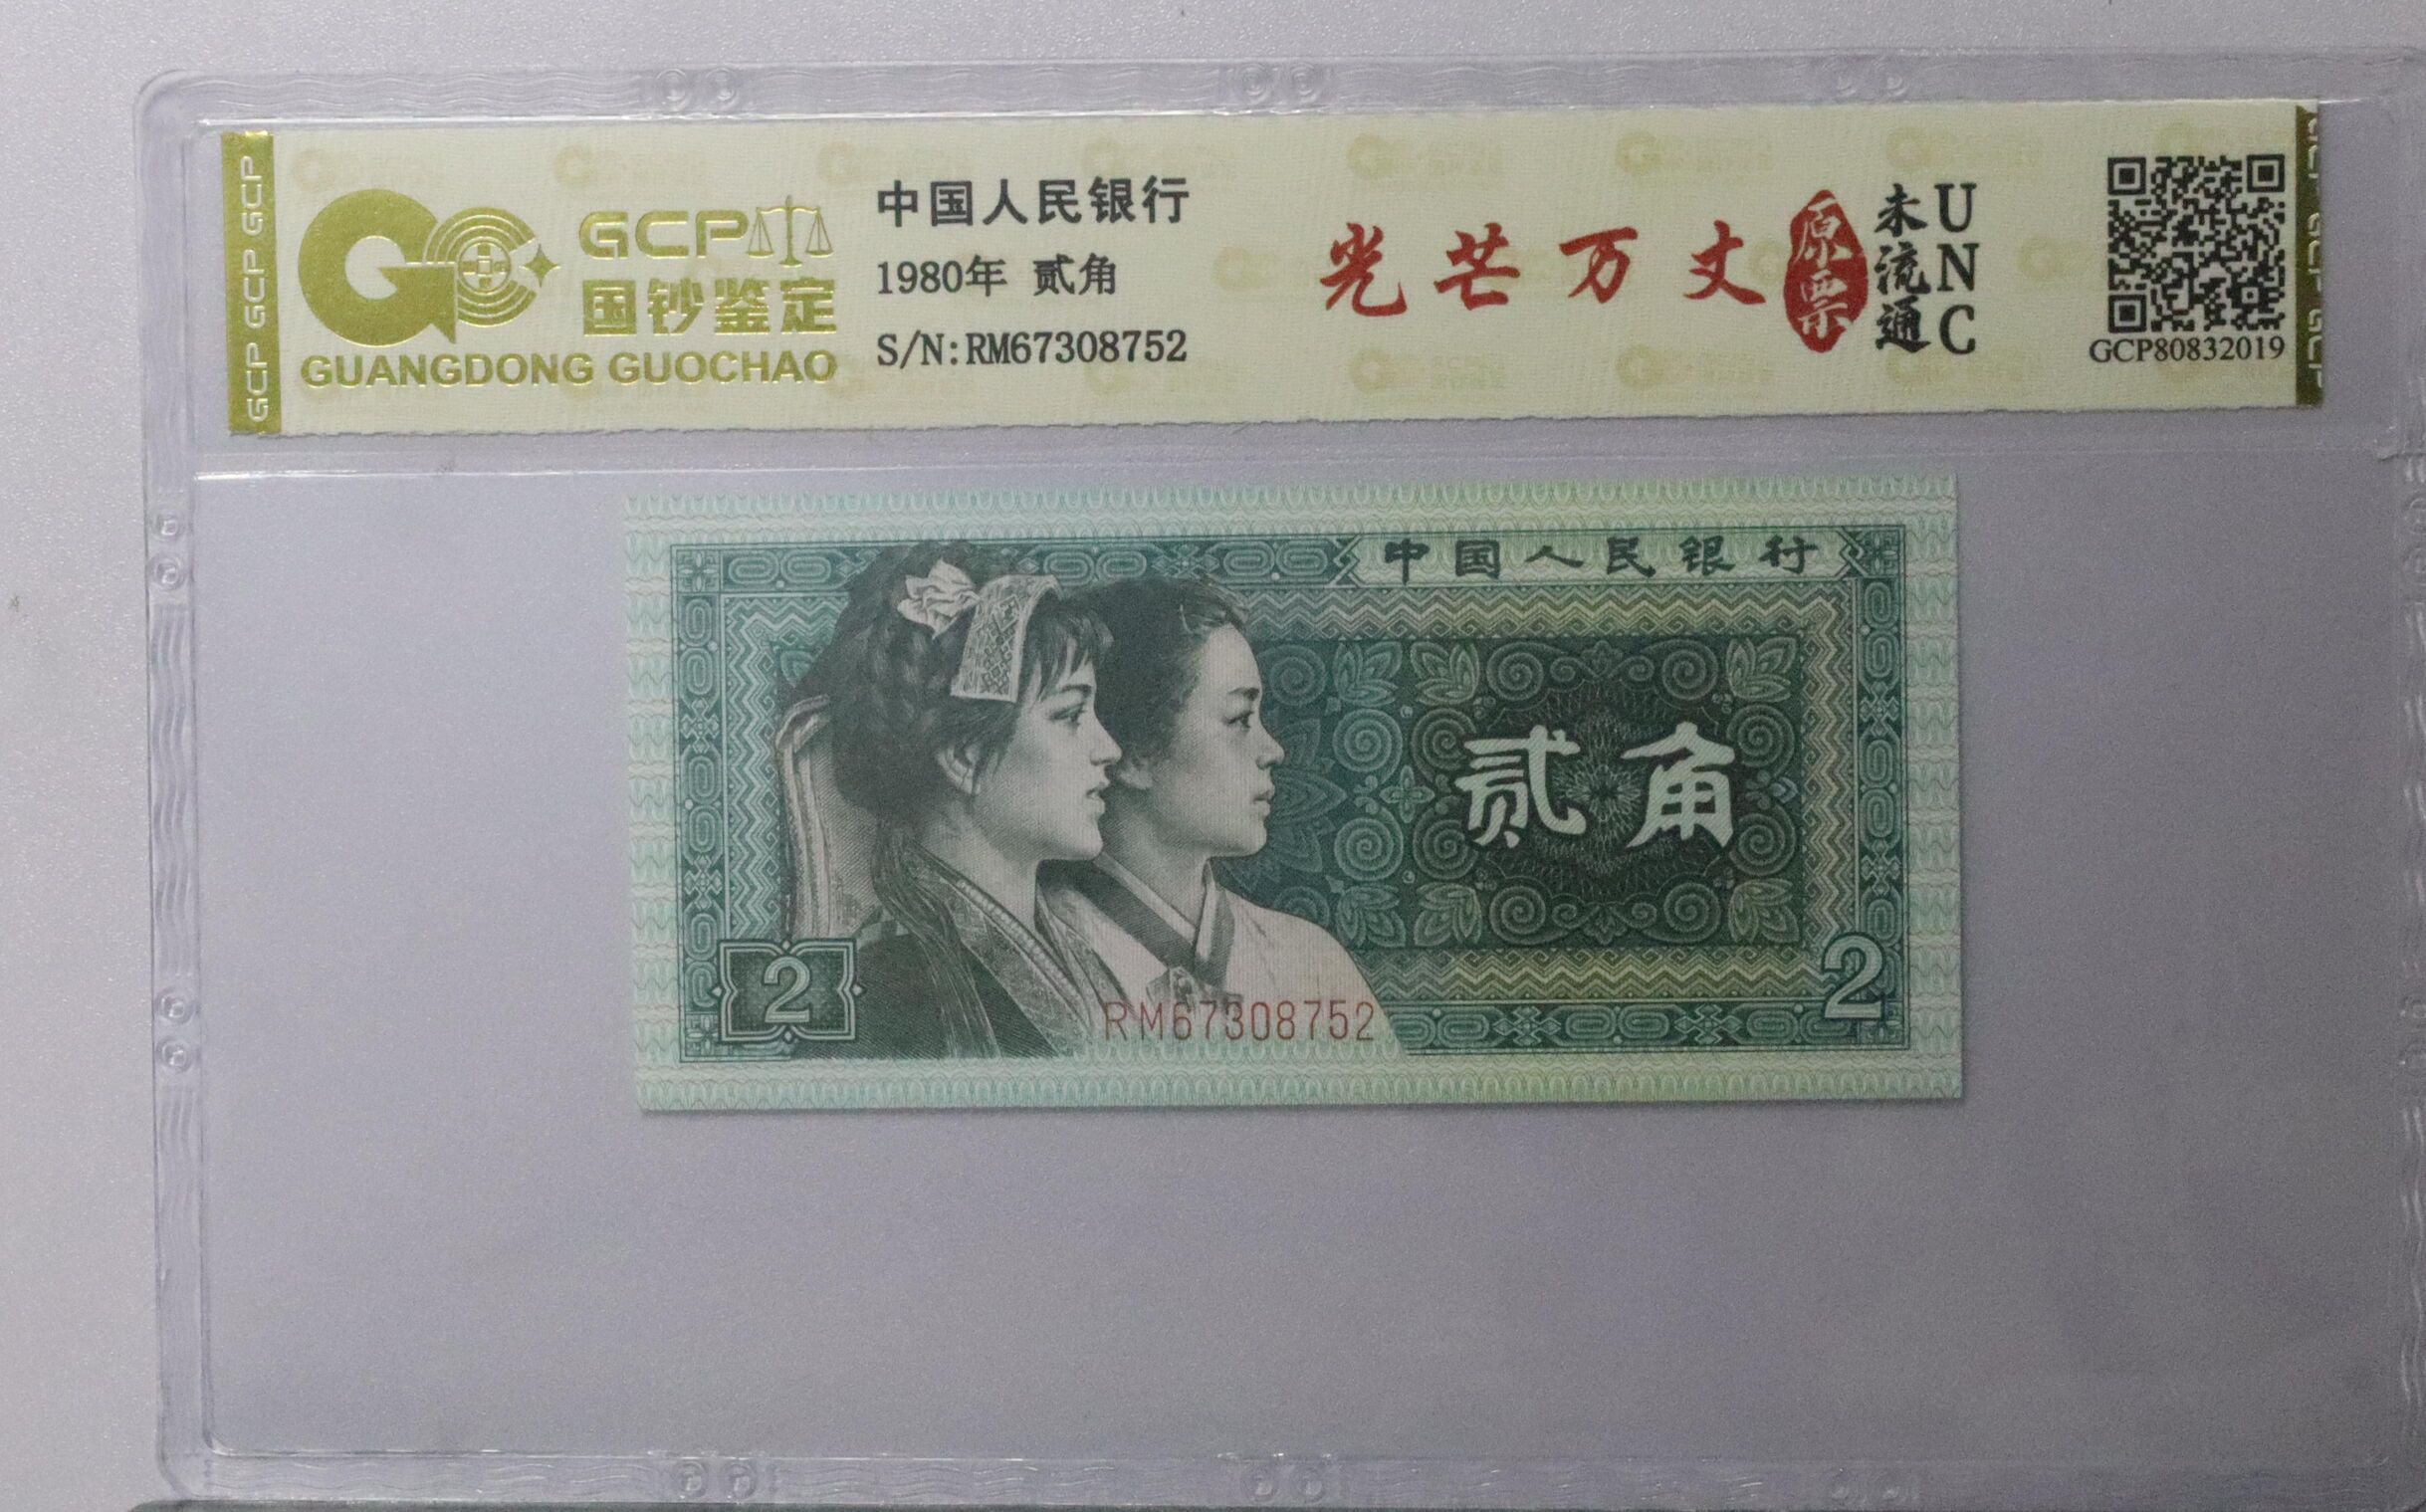 GCP GCP GCP
GCP
国钞鉴定
GUANGDONG GUOCHAO
中国人民银行
1980年 贰角
S/N:RM67308752
光芒万丈
原票
未流通
UNC
GCP80832019
中国人民银行
贰角
2
RM67308752
2